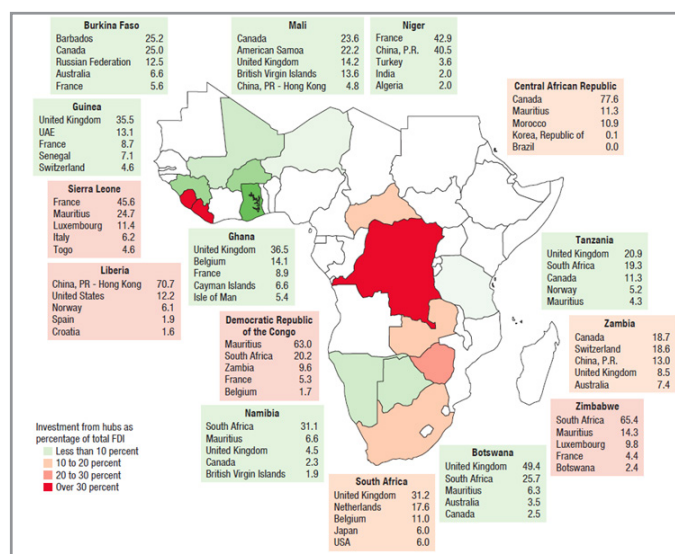 Burkina Faso
Barbados 25.2
Canada 25.0
Russian Federation 12.5
Australia 6.6
France 5.6
Mali
Canada 23.6
American Samoa 22.2
United Kingdom 14.2
British Virgin Islands 13.6
China, PR - Hong Kong 4.8
Niger
France 42.9
China, P.R. 40.5
Turkey 3.6
India 2.0
Algeria 2.0
Central African Republic
Canada 77.6
Mauritius 11.3
Morocco 10.9
Korea, Republic of 0.1
Brazil 0.0
Guinea
United Kingdom 35.5
UAE 13.1
France 8.7
Senegal 7.1
Switzerland 4.6
Sierra Leone
France 45.6
Mauritius 24.7
Luxembourg 11.4
Italy 6.2
Togo 4.6
Liberia
China, PR - Hong Kong 70.7
United States 12.2
Norway 6.1
Spain 1.9
Croatia 1.6
Ghana
United Kingdom 36.5
Belgium 14.1
France 8.9
Cayman Islands 6.6
Isle of Man 5.4
Tanzania
United Kingdom 20.9
South Africa 19.3
Canada 11.3
Norway 5.2
Mauritius 4.3
Democratic Republic
of the Congo
Mauritius 63.0
South Africa 20.2
Zambia 9.6
France 5.3
Belgium 1.7
Zambia
Canada 18.7
Switzerland 18.6
China, P.R. 13.0
United Kingdom 8.5
Australia 7.4
Namibia
South Africa 31.1
Mauritius 6.6
United Kingdom 4.5
Canada 2.3
British Virgin Islands 1.9
Zimbabwe
South Africa 65.4
Mauritius 14.3
Luxembourg 9.8
France 4.4
Botswana 2.4
Botswana
United Kingdom 49.4
South Africa 25.7
Mauritius 6.3
Australia 3.5
Canada 2.5
South Africa
United Kingdom 31.2
Netherlands 17.6
Belgium 11.0
Japan 6.0
USA 6.0
Investment from hubs as
percentage of total FDI
Less than 10 percent
10 to 20 percent
20 to 30 percent
Over 30 percent